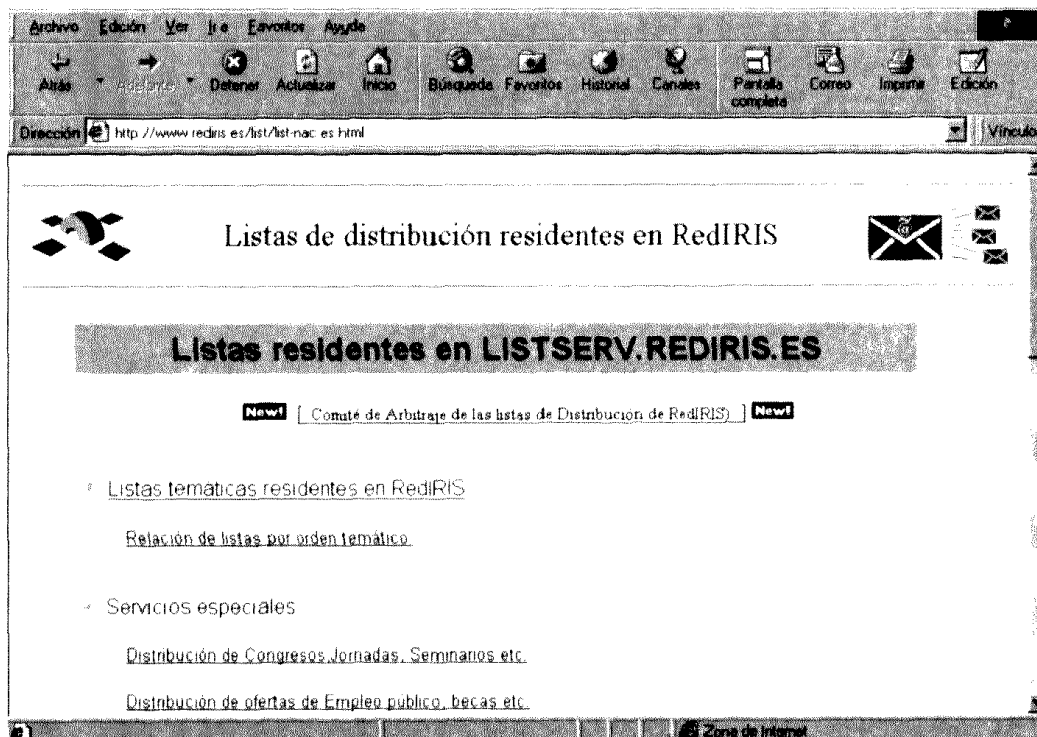 Archivo Edición Ver Ir a Favoritos Ayuda
Atrás Adelante Detener Actualizar Inicio Búsqueda Favoritos Historial Canales Pantalla completa Correo Imprimir Edición
Dirección http //www rediris es/list/list-nac es html Vínculo
Listas de distribución residentes en RedIRIS
Listas residentes en LISTSERV.REDIRIS.ES
New! [ Comité de Arbitraje de las listas de Distribución de RedIRIS) ] New!
Listas temáticas residentes en RedIRIS
Relación de listas por orden temático
Servicios especiales
Distribución de Congresos,Jornadas, Seminarios etc.
Distribución de ofertas de Empleo público, becas etc.
Zona de Internet